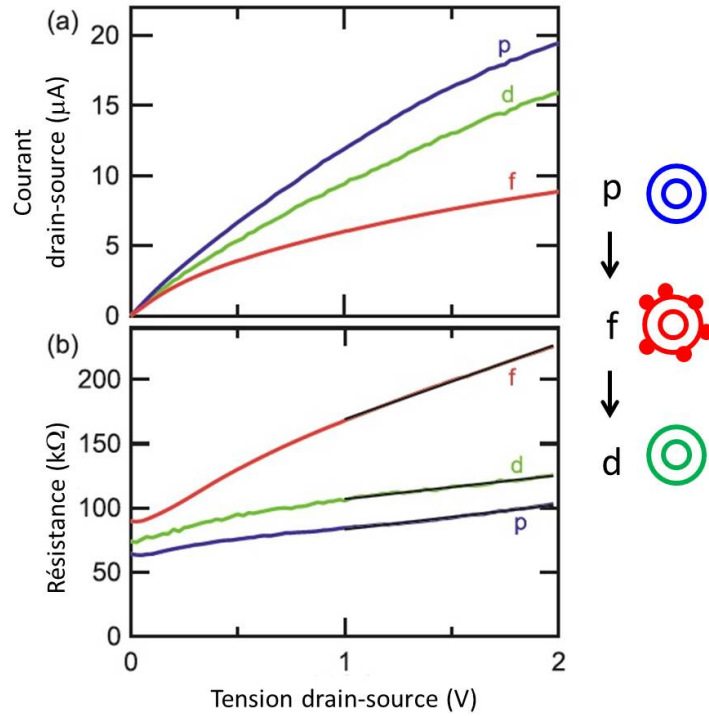 (a)
20
15
10
5
0
Courant
drain-source (µA)
p
d
f
(b)
200
150
100
50
0
Résistance (kΩ)
f
d
p
0
1
2
Tension drain-source (V)
p
f
d